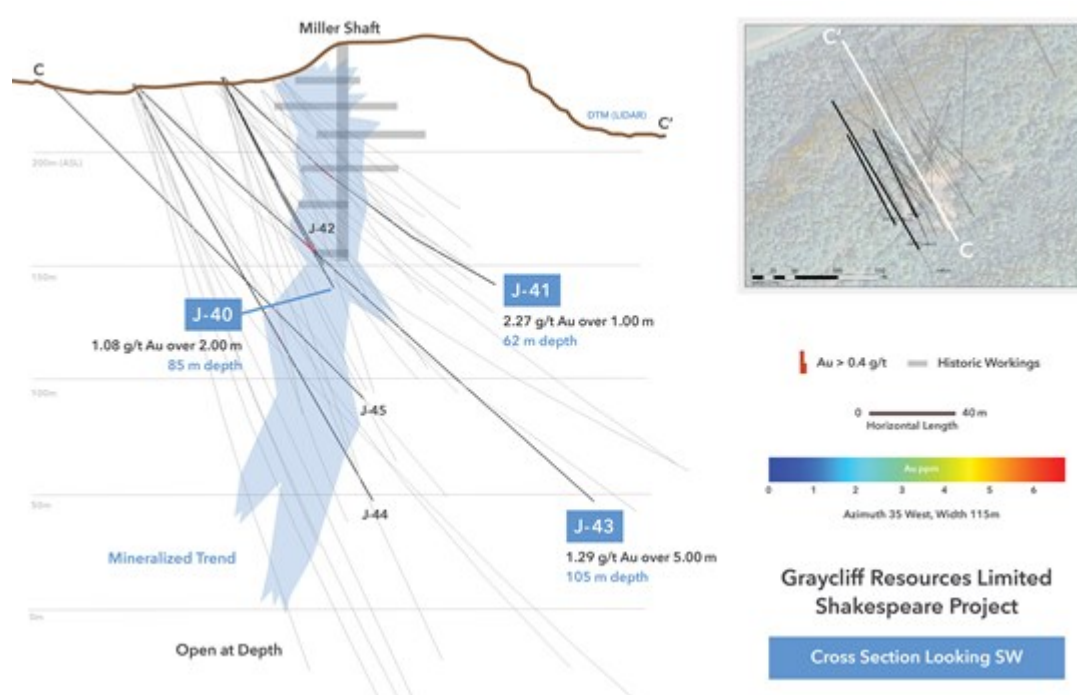 Miller Shaft
C
DTM (LIDAR)
C'
200m (ASL)
J-42
150m
J-40
1.08 g/t Au over 2.00 m
85 m depth
J-41
2.27 g/t Au over 1.00 m
62 m depth
100m
J-45
50m
J-44
J-43
1.29 g/t Au over 5.00 m
105 m depth
Mineralized Trend
0m
Open at Depth
C'
C
Au > 0.4 g/t
Historic Workings
0
40 m
Horizontal Length
Au ppm
0 1 2 3 4 5 6
Azimuth 35 West, Width 115m
Graycliff Resources Limited
Shakespeare Project
Cross Section Looking SW